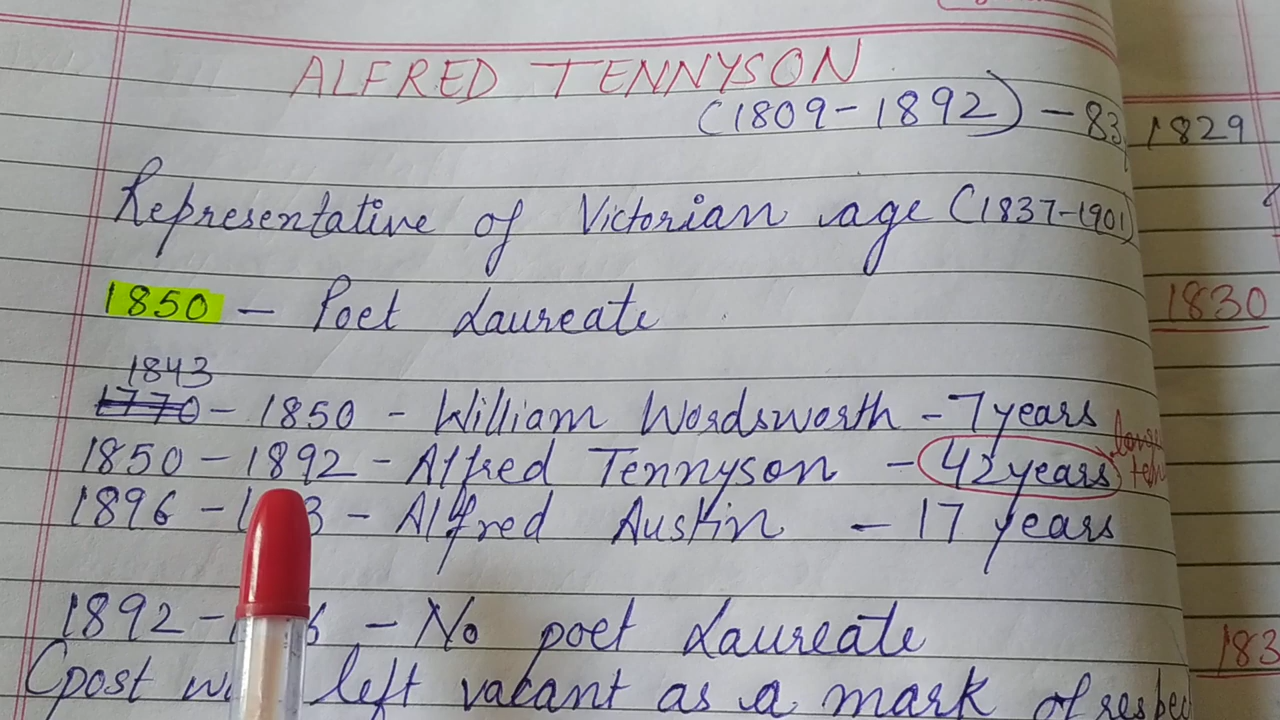 ALFRED TENNYSON
(1809-1892) - 83
Representative of Victorian age (1837-1901)
1850 - Poet Laureate
1843
1770 - 1850 - William Wordsworth - 7 years
1850 - 1892 - Alfred Tennyson - 42 years
1896 - - Alfred Austin - 17 years
1892 - - No poet Laureate
(post left vacant as a mark of
1829
1830
183